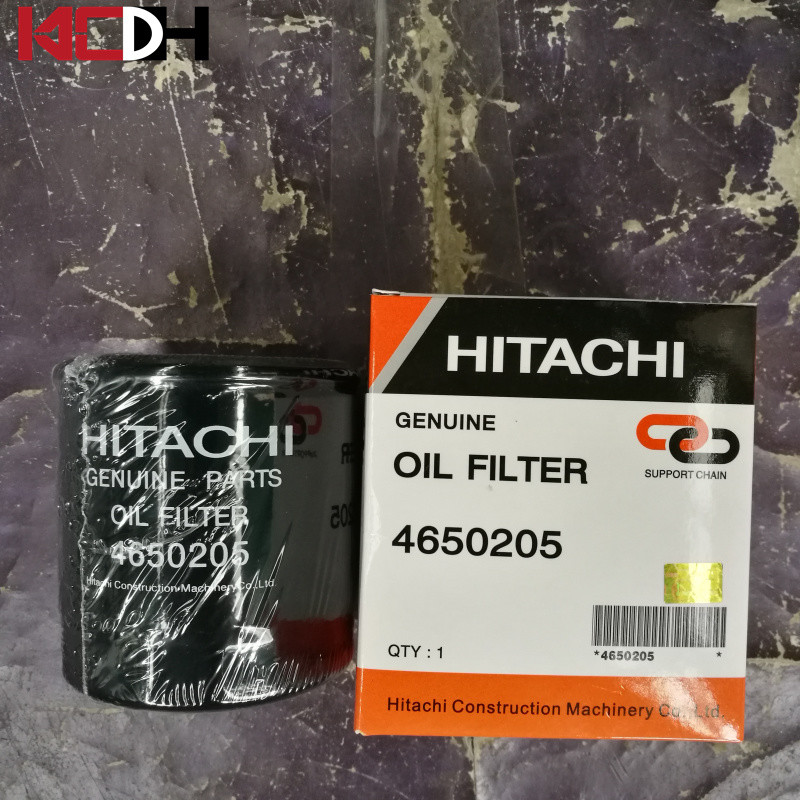 KCDH
HITACHI
GENUINE PARTS
OIL FILTER
4650205
Hitachi Construction Machinery Co.,Ltd.
HITACHI
GENUINE
OIL FILTER
4650205
SUPPORT CHAIN
QTY : 1
*4650205 *
Hitachi Construction Machinery Co., Ltd.